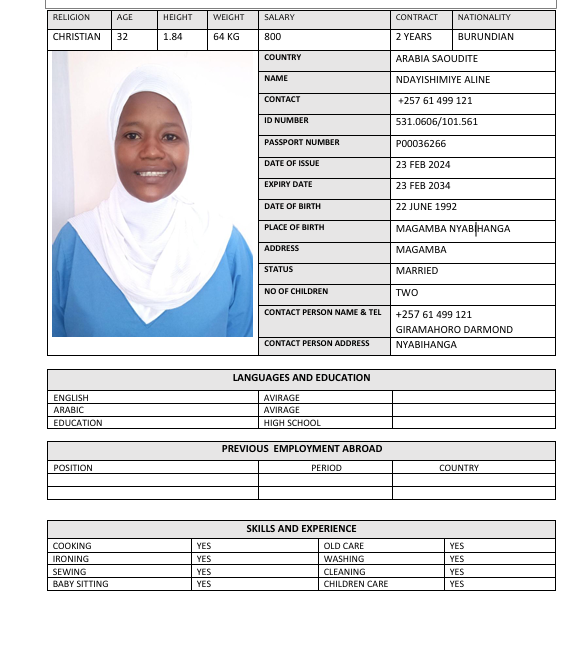 RELIGION AGE HEIGHT WEIGHT SALARY CONTRACT NATIONALITY
CHRISTIAN 32 1.84 64 KG 800 2 YEARS BURUNDIAN
COUNTRY ARABIA SAOUDITE
NAME NDAYISHIMIYE ALINE
CONTACT +257 61 499 121
ID NUMBER 531.0606/101.561
PASSPORT NUMBER P00036266
DATE OF ISSUE 23 FEB 2024
EXPIRY DATE 23 FEB 2034
DATE OF BIRTH 22 JUNE 1992
PLACE OF BIRTH MAGAMBA NYABIHANGA
ADDRESS MAGAMBA
STATUS MARRIED
NO OF CHILDREN TWO
CONTACT PERSON NAME & TEL +257 61 499 121
GIRAMAHORO DARMOND
CONTACT PERSON ADDRESS NYABIHANGA
LANGUAGES AND EDUCATION
ENGLISH AVIRAGE
ARABIC AVIRAGE
EDUCATION HIGH SCHOOL
PREVIOUS EMPLOYMENT ABROAD
POSITION PERIOD COUNTRY
SKILLS AND EXPERIENCE
COOKING YES OLD CARE YES
IRONING YES WASHING YES
SEWING YES CLEANING YES
BABY SITTING YES CHILDREN CARE YES